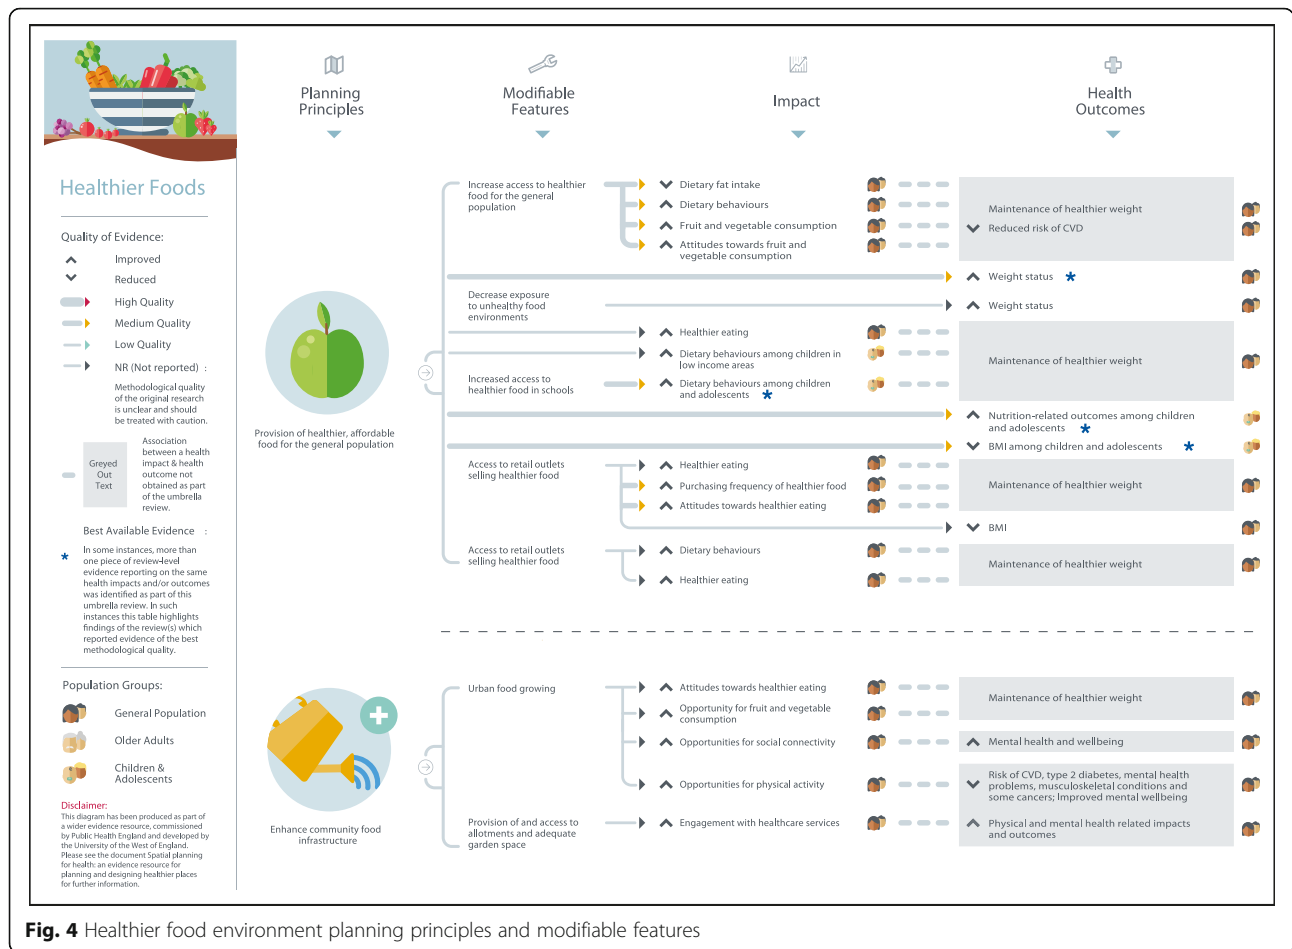 Planning
Principles
Modifiable
Features
Impact
Health
Outcomes
Healthier Foods
Quality of Evidence:
Improved
Reduced
High Quality
Medium Quality
Low Quality
NR (Not reported) :
Methodological quality
of the original research
is unclear and should
be treated with caution.
Greyed
Out
Text
Association
between a health
impact & health
outcome not
obtained as part
of the umbrella
review.
Best Available Evidence :
* In some instances, more than
one piece of review-level
evidence reporting on the same
health impacts and/or outcomes
was identified as part of this
umbrella review. In such
instances this table highlights
findings of the review(s) which
reported evidence of the best
methodological quality.
Population Groups:
General Population
Older Adults
Children &
Adolescents
Disclaimer:
This diagram has been produced as part of
a wider evidence resource, commissioned
by Public Health England and developed by
the University of the West of England.
Please see the document Spatial planning
for health: an evidence resource for
planning and designing healthier places
for further information.
Provision of healthier, affordable
food for the general population
Increase access to healthier
food for the general
population
Dietary fat intake
Dietary behaviours
Fruit and vegetable consumption
Attitudes towards fruit and
vegetable consumption
Maintenance of healthier weight
Reduced risk of CVD
Weight status *
Decrease exposure
to unhealthy food
environments
Weight status
Healthier eating
Dietary behaviours among children in
low income areas
Increased access to
healthier food in schools
Dietary behaviours among children
and adolescents *
Maintenance of healthier weight
Nutrition-related outcomes among children
and adolescents *
BMI among children and adolescents *
Access to retail outlets
selling healthier food
Healthier eating
Purchasing frequency of healthier food
Attitudes towards healthier eating
Maintenance of healthier weight
BMI
Access to retail outlets
selling healthier food
Dietary behaviours
Healthier eating
Maintenance of healthier weight
Enhance community food
infrastructure
Urban food growing
Attitudes towards healthier eating
Opportunity for fruit and vegetable
consumption
Maintenance of healthier weight
Opportunities for social connectivity
Mental health and wellbeing
Opportunities for physical activity
Risk of CVD, type 2 diabetes, mental health
problems, musculoskeletal conditions and
some cancers; Improved mental wellbeing
Provision of and access to
allotments and adequate
garden space
Engagement with healthcare services
Physical and mental health related impacts
and outcomes
Fig. 4 Healthier food environment planning principles and modifiable features